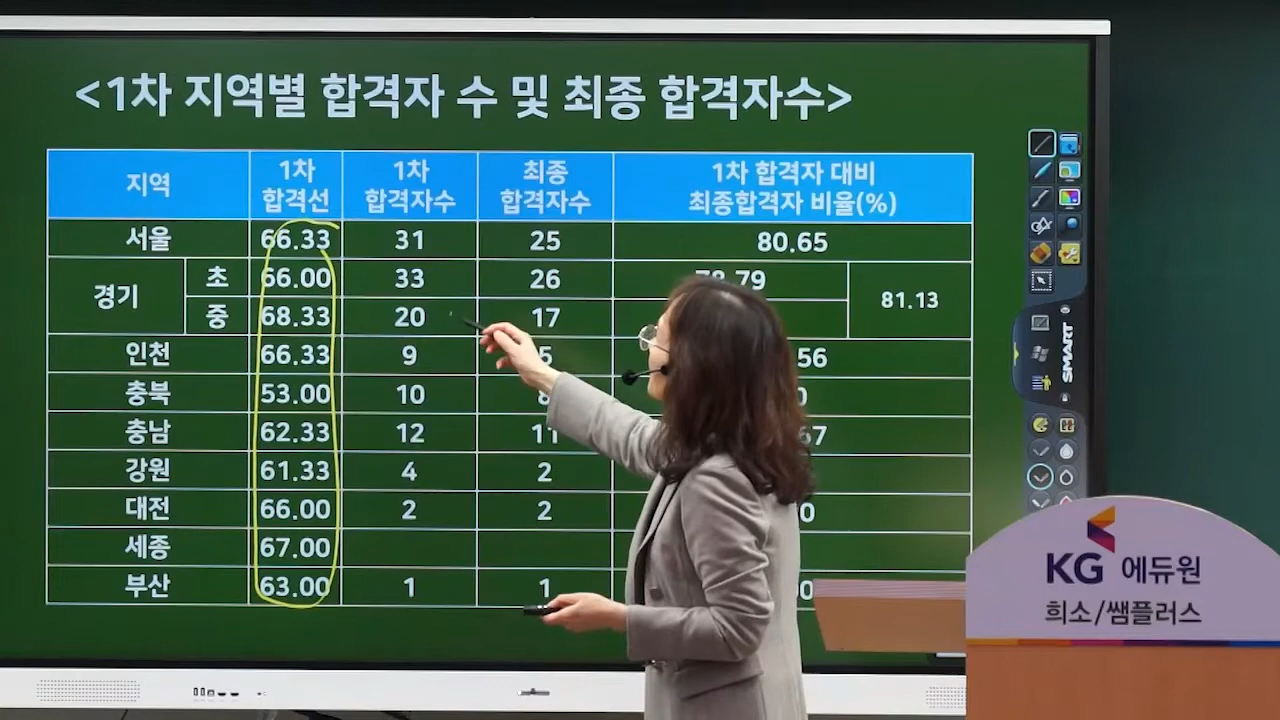 <1차 지역별 합격자 수 및 최종 합격자수>
지역 1차 합격선 1차 합격자수 최종 합격자수 1차 합격자 대비 최종합격자 비율(%)
서울 66.33 31 25 80.65
경기 초 66.00 33 26 81.13
중 68.33 20 17
인천 66.33 9 5
충북 53.00 10
충남 62.33 12 11
강원 61.33 4 2
대전 66.00 2 2
세종 67.00
부산 63.00 1 1
SMART
KG 에듀원
희소/쌤플러스